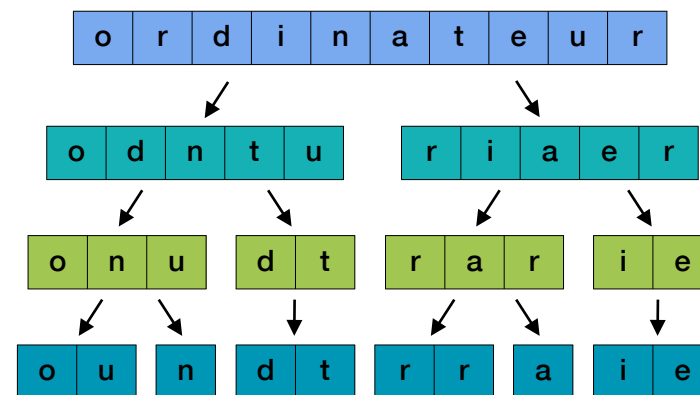 o r d i n a t e u r
o d n t u r i a e r
o n u d t r a r i e
o u n d t r r a i e